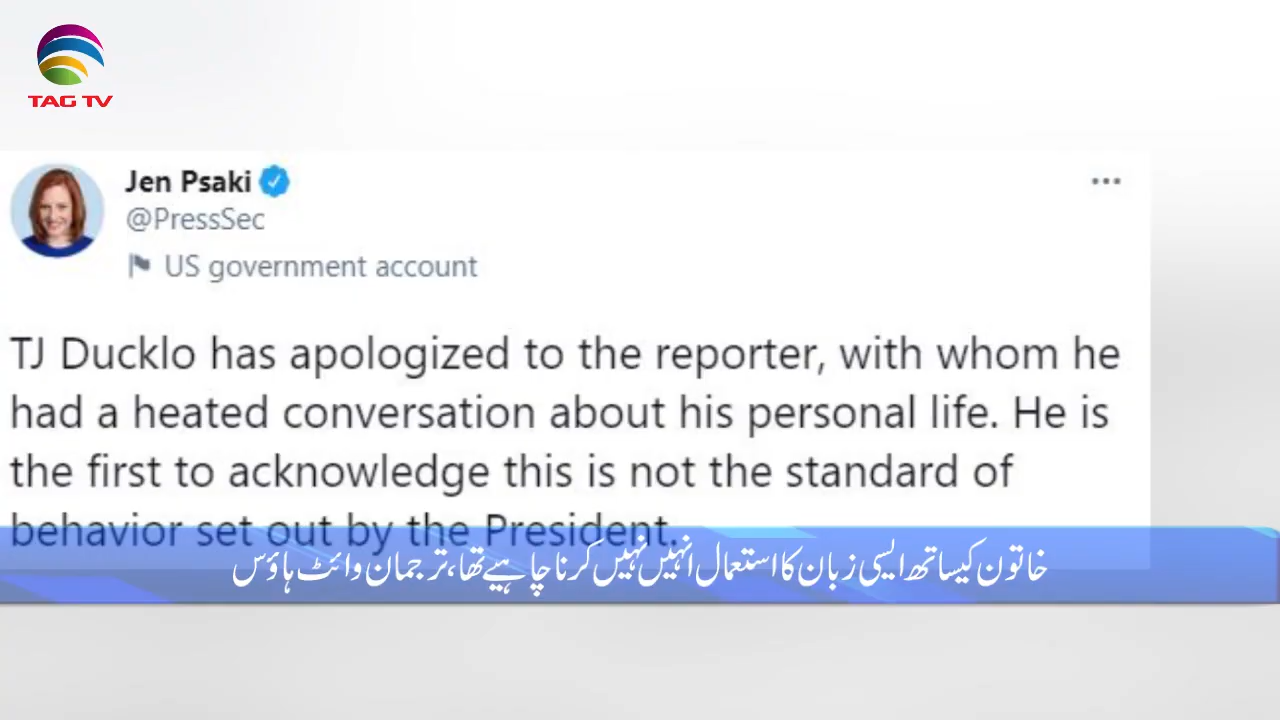 TAG TV
Jen Psaki
@PressSec
US government account
TJ Ducklo has apologized to the reporter, with whom he
had a heated conversation about his personal life. He is
the first to acknowledge this is not the standard of
behavior set out by the President.
خاتون کیساتھ ایسی زبان کا استعمال انہیں نہیں کرنا چاہیے تھا، ترجمان وائٹ ہاؤس